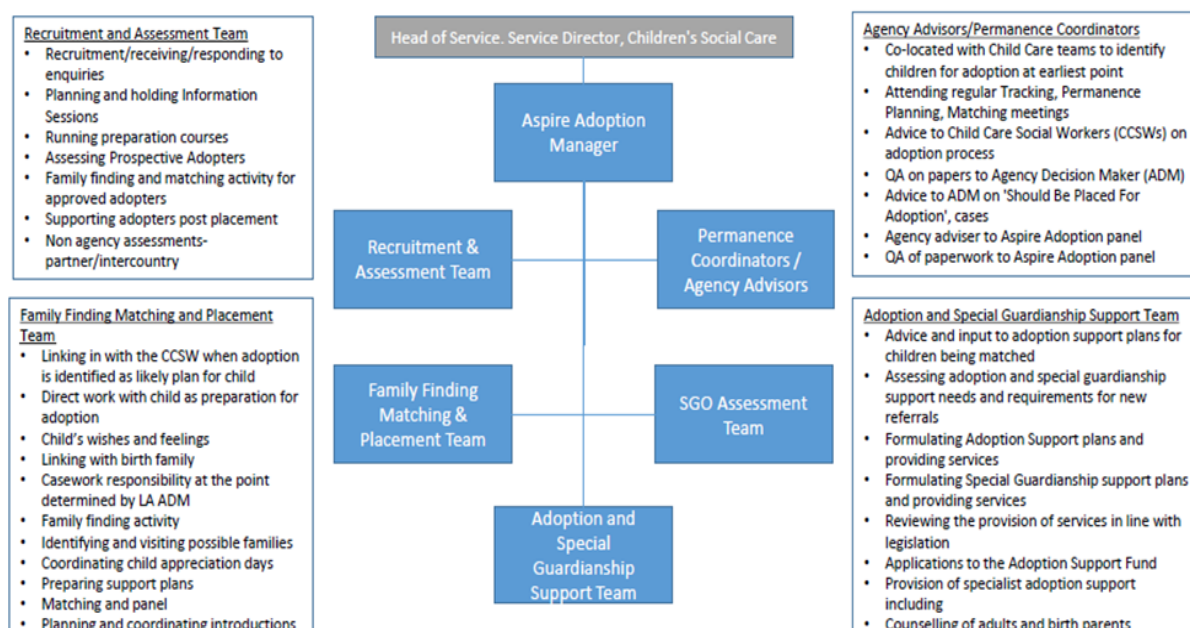 Recruitment and Assessment Team
• Recruitment/receiving/responding to
enquiries
• Planning and holding Information
Sessions
• Running preparation courses
• Assessing Prospective Adopters
• Family finding and matching activity for
approved adopters
• Supporting adopters post placement
• Non agency assessments-
partner/intercountry
Family Finding Matching and Placement
Team
• Linking in with the CCSW when adoption
is identified as likely plan for child
• Direct work with child as preparation for
adoption
• Child's wishes and feelings
• Linking with birth family
• Casework responsibility at the point
determined by LA ADM
• Family finding activity
• Identifying and visiting possible families
• Coordinating child appreciation days
• Preparing support plans
• Matching and panel
• Planning and coordinating introductions
Head of Service. Service Director, Children's Social Care
Aspire Adoption
Manager
Recruitment &
Assessment Team
Permanence
Coordinators /
Agency Advisors
Family Finding
Matching &
Placement Team
SGO Assessment
Team
Adoption and
Special
Guardianship
Support Team
Agency Advisors/Permanence Coordinators
• Co-located with Child Care teams to identify
children for adoption at earliest point
• Attending regular Tracking, Permanence
Planning, Matching meetings
• Advice to Child Care Social Workers (CCSWs) on
adoption process
• QA on papers to Agency Decision Maker (ADM)
• Advice to ADM on 'Should Be Placed For
Adoption', cases
• Agency adviser to Aspire Adoption panel
• QA of paperwork to Aspire Adoption panel
Adoption and Special Guardianship Support Team
• Advice and input to adoption support plans for
children being matched
• Assessing adoption and special guardianship
support needs and requirements for new
referrals
• Formulating Adoption Support plans and
providing services
• Formulating Special Guardianship support plans
and providing services
• Reviewing the provision of services in line with
legislation
• Applications to the Adoption Support Fund
• Provision of specialist adoption support
including
• Counselling of adults and birth parents